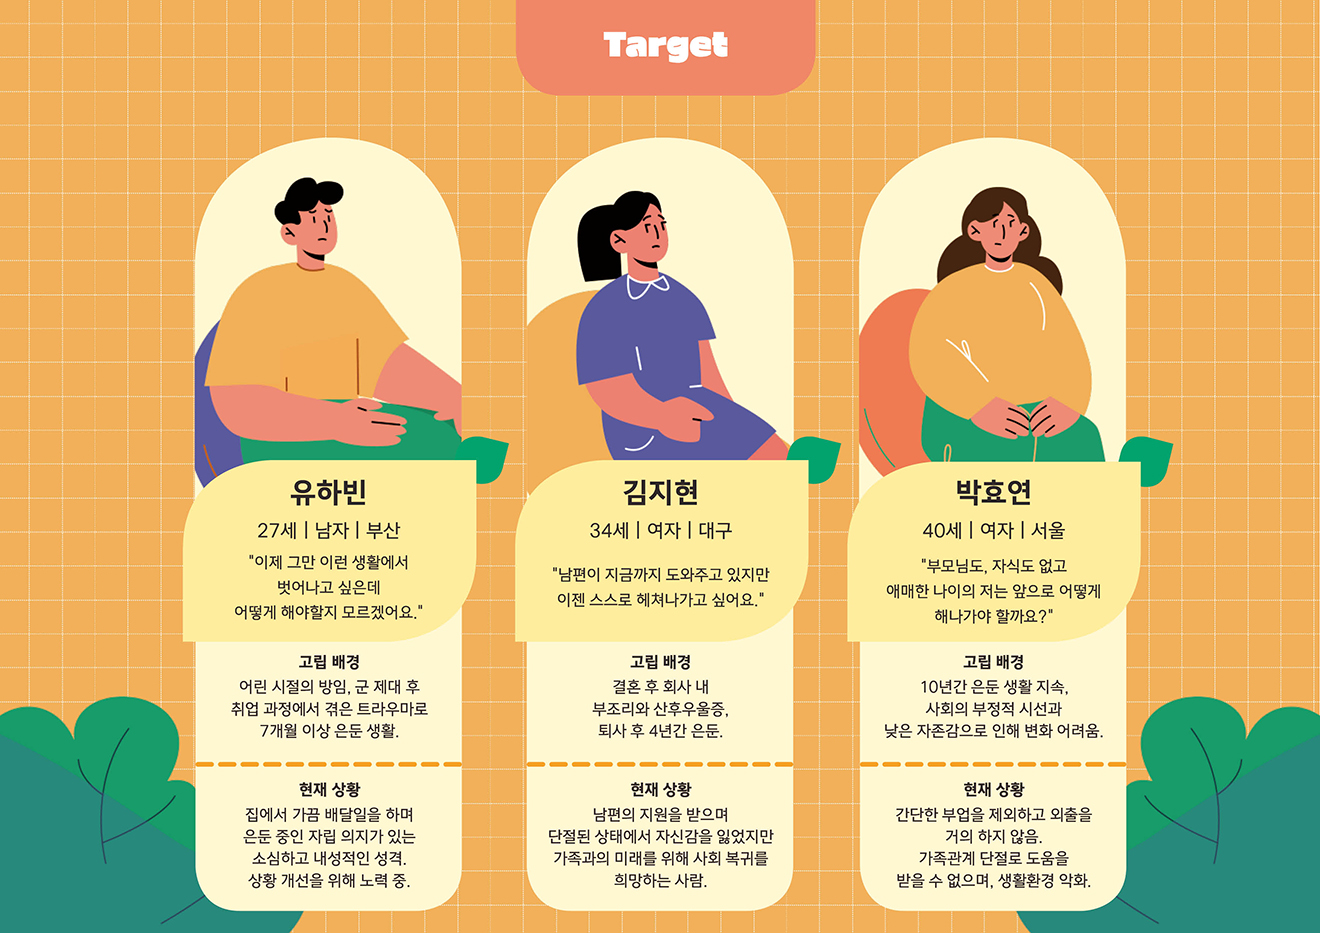 Target
유하빈
27세 | 남자 | 부산
"이제 그만 이런 생활에서
벗어나고 싶은데
어떻게 해야할지 모르겠어요."
고립 배경
어린 시절의 방임, 군 제대 후
취업 과정에서 겪은 트라우마로
7개월 이상 은둔 생활.
현재 상황
집에서 가끔 배달일을 하며
은둔 중인 자립 의지가 있는
소심하고 내성적인 성격.
상황 개선을 위해 노력 중.
김지현
34세 | 여자 | 대구
"남편이 지금까지 도와주고 있지만
이젠 스스로 헤쳐나가고 싶어요."
고립 배경
결혼 후 회사 내
부조리와 산후우울증,
퇴사 후 4년간 은둔.
현재 상황
남편의 지원을 받으며
단절된 상태에서 자신감을 잃었지만
가족과의 미래를 위해 사회 복귀를
희망하는 사람.
박효연
40세 | 여자 | 서울
"부모님도, 자식도 없고
애매한 나이의 저는 앞으로 어떻게
해나가야 할까요?"
고립 배경
10년간 은둔 생활 지속,
사회의 부정적 시선과
낮은 자존감으로 인해 변화 어려움.
현재 상황
간단한 부업을 제외하고 외출을
거의 하지 않음.
가족관계 단절로 도움을
받을 수 없으며, 생활환경 악화.